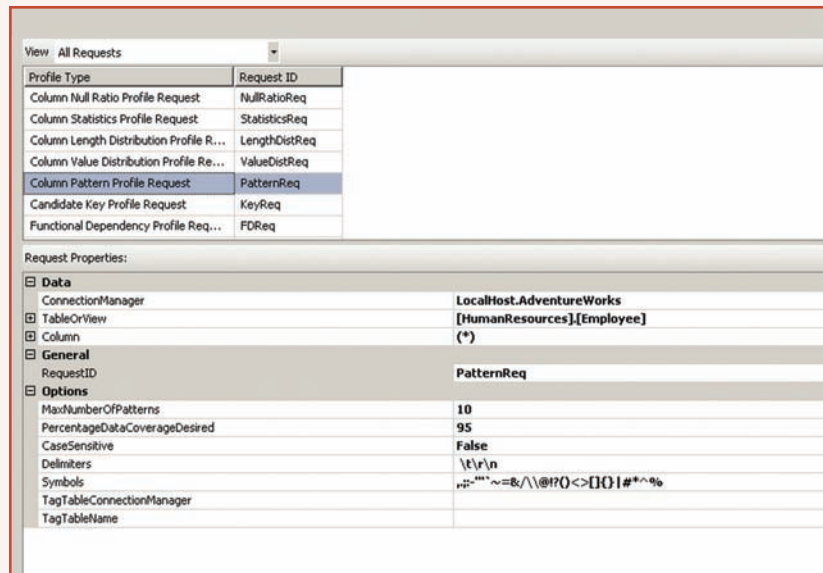 View All Requests
Profile Type Request ID
Column Null Ratio Profile Request NullRatioReq
Column Statistics Profile Request StatisticsReq
Column Length Distribution Profile R... LengthDistReq
Column Value Distribution Profile Re... ValueDistReq
Column Pattern Profile Request PatternReq
Candidate Key Profile Request KeyReq
Functional Dependency Profile Req... FDReq
Request Properties:
Data
ConnectionManager LocalHost.AdventureWorks
TableOrView [HumanResources].[Employee]
Column (*)
General
RequestID PatternReq
Options
MaxNumberOfPatterns 10
PercentageDataCoverageDesired 95
CaseSensitive False
Delimiters \t\r\n
Symbols ,.;:-"'`~=&/\\@!?()<>[]{}|#*^%
TagTableConnectionManager
TagTableName